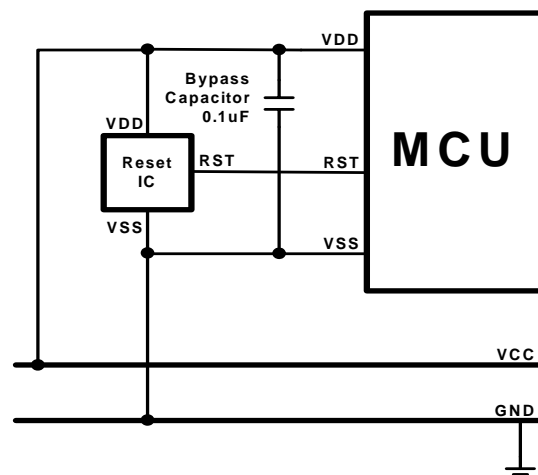 VDD
Bypass
Capacitor
0.1uF
VDD
MCU
Reset
IC
RST
RST
VSS
VSS
VCC
GND